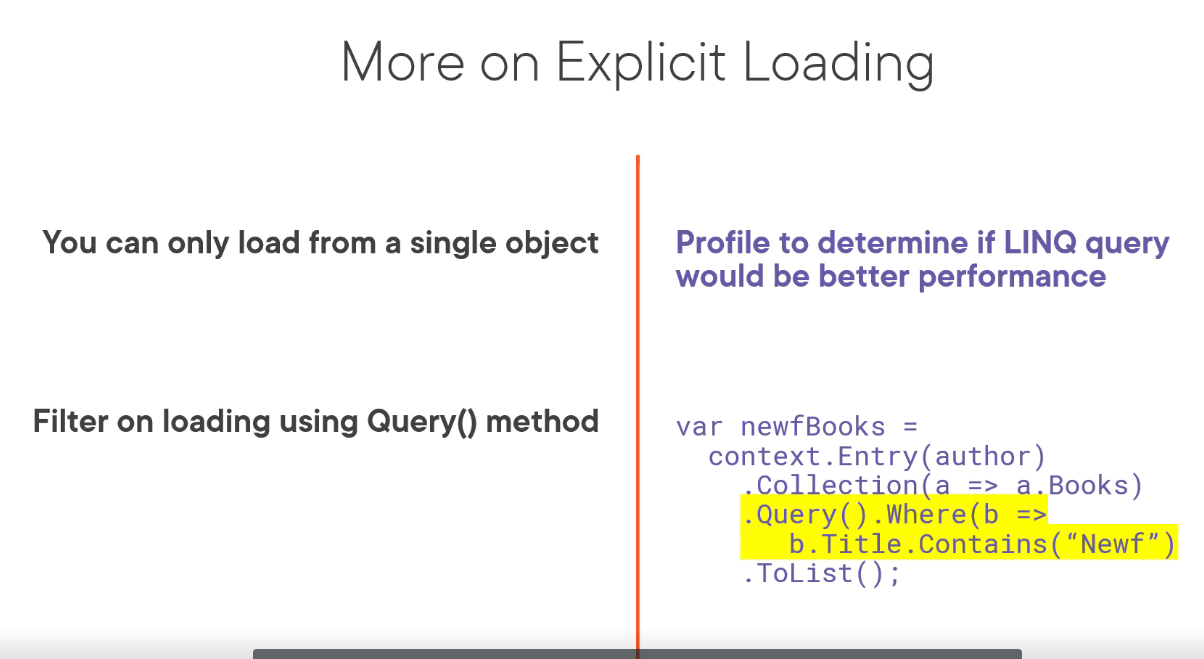 More on Explicit Loading
You can only load from a single object
Profile to determine if LINQ query
would be better performance
Filter on loading using Query() method
var newfBooks =
context.Entry(author)
.Collection(a => a.Books)
.Query().Where(b =>
b.Title.Contains(“Newf”)
.ToList();